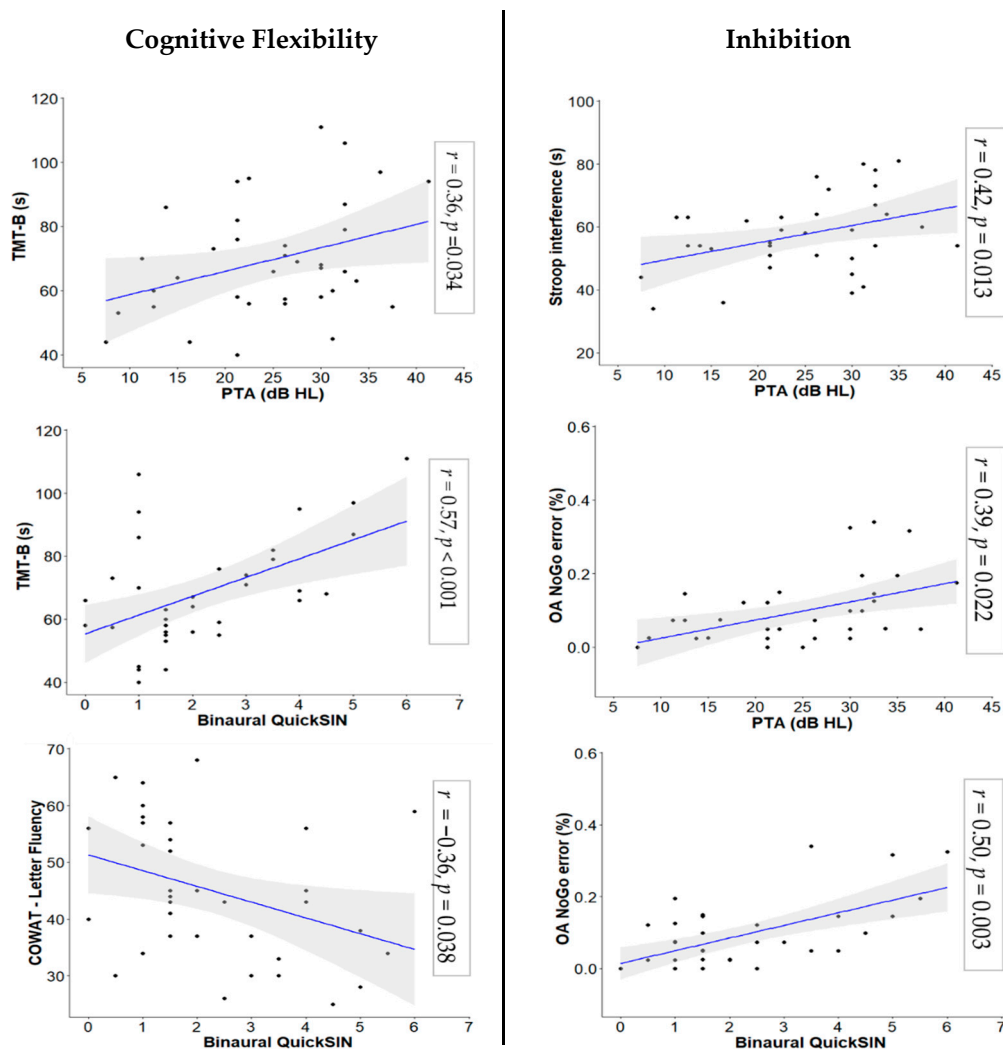 Cognitive Flexibility
120
100
80
60
40
TMT-B (s)
5 10 15 20 25 30 35 40 45
PTA (dB HL)
r = 0.36, p =0.034
120
100
80
60
40
TMT-B (s)
0 1 2 3 4 5 6 7
Binaural QuickSIN
r = 0.57, p < 0.001
70
60
50
40
30
COWAT - Letter Fluency
0 1 2 3 4 5 6 7
Binaural QuickSIN
r = −0.36, p = 0.038
Inhibition
100
80
60
40
20
Stroop interference (s)
5 10 15 20 25 30 35 40 45
PTA (dB HL)
r = 0.42, p = 0.013
0.6
0.4
0.2
0.0
OA NoGo error (%)
5 10 15 20 25 30 35 40 45
PTA (dB HL)
r = 0.39, p = 0.022
0.6
0.4
0.2
0.0
OA NoGo error (%)
0 1 2 3 4 5 6 7
Binaural QuickSIN
r = 0.50, p = 0.003